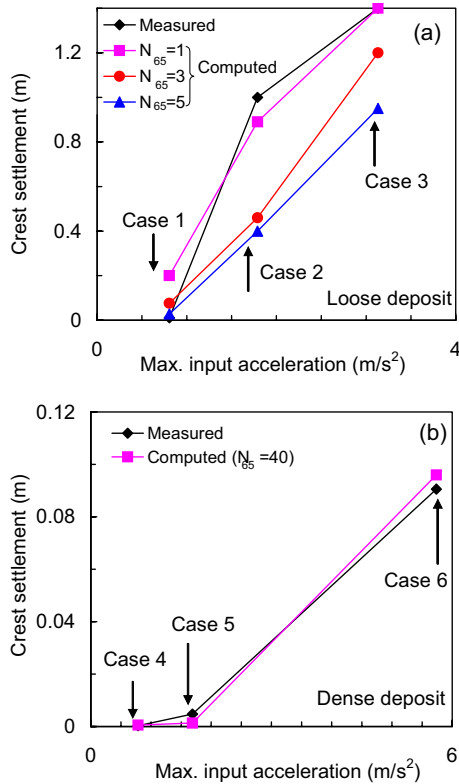 (a)
Measured
N65=1
N65=3
N65=5
Computed
1.2
0.8
0.4
0
Crest settlement (m)
Case 1
Case 2
Case 3
Loose deposit
0
4
Max. input acceleration (m/s2)
0.12
(b)
Measured
Computed (N65 =40)
0.08
0.04
0
Crest settlement (m)
Case 4
Case 5
Case 6
Dense deposit
0
6
Max. input acceleration (m/s2)